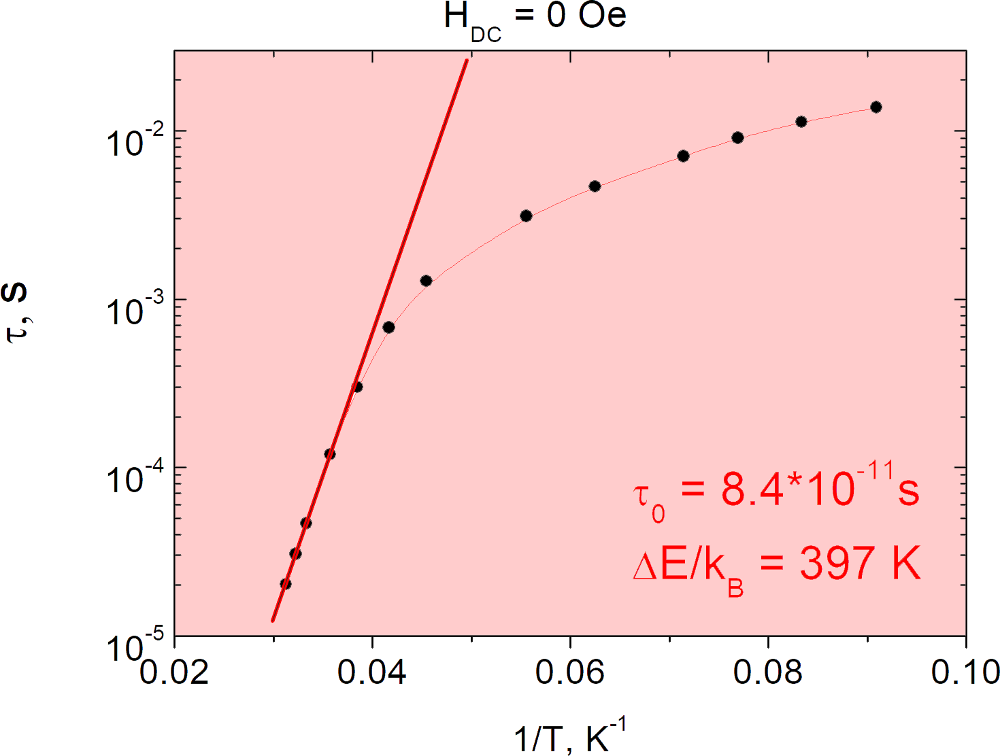 H_DC = 0 Oe
10^-2
10^-3
10^-4
10^-5
τ, s
τ_0 = 8.4*10^-11s
ΔE/k_B = 397 K
0.02 0.04 0.06 0.08 0.10
1/T, K^-1